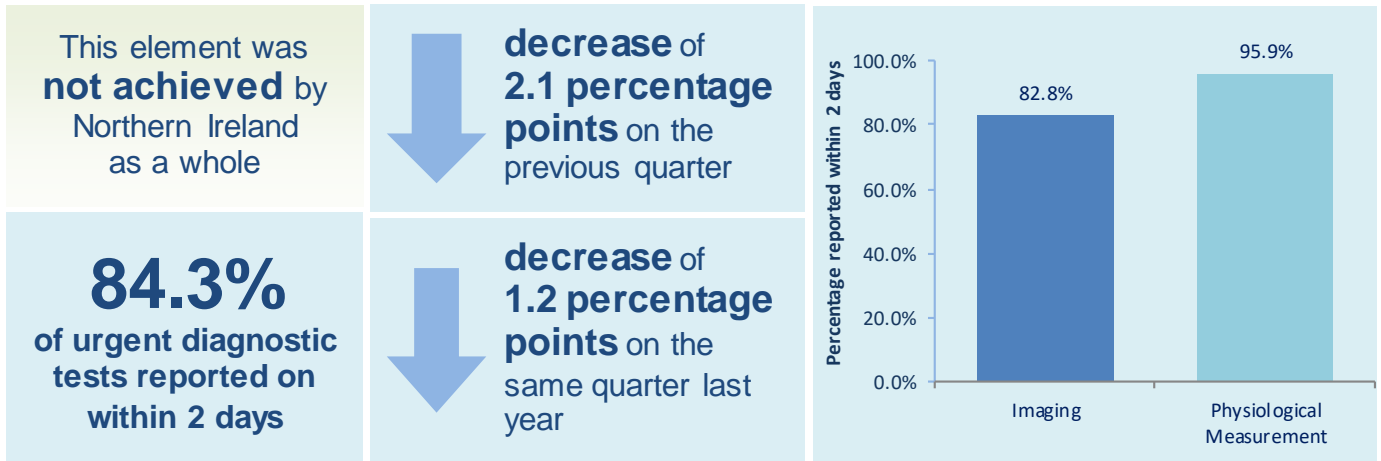 This element was
not achieved by
Northern Ireland
as a whole
84.3%
of urgent diagnostic
tests reported on
within 2 days
decrease of
2.1 percentage
points on the
previous quarter
decrease of
1.2 percentage
points on the
same quarter last
year
Percentage reported within 2 days
100.0%
80.0%
60.0%
40.0%
20.0%
0.0%
82.8%
95.9%
Imaging
Physiological
Measurement